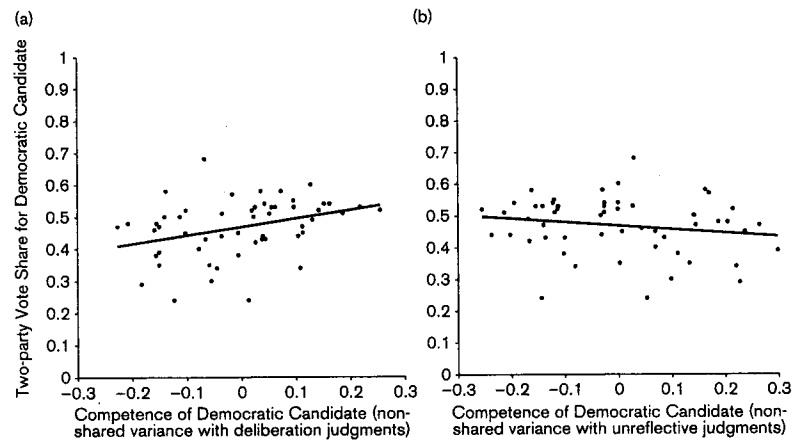 (a)
(b)
Two-party Vote Share for Democratic Candidate
1
0.9
0.8
0.7
0.6
0.5
0.4
0.3
0.2
0.1
0
−0.3 −0.2 −0.1 0 0.1 0.2 0.3
Competence of Democratic Candidate (non-
shared variance with deliberation judgments)
1
0.9
0.8
0.7
0.6
0.5
0.4
0.3
0.2
0.1
0
−0.3 −0.2 −0.1 0 0.1 0.2 0.3
Competence of Democratic Candidate (non-
shared variance with unreflective judgments)